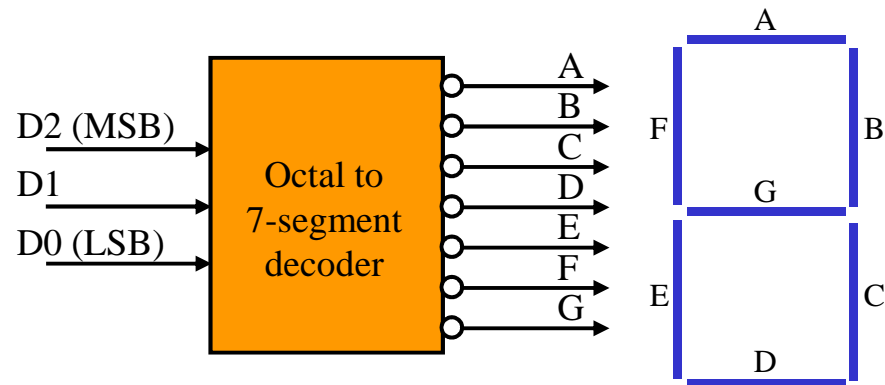 D2 (MSB)
D1
D0 (LSB)
Octal to
7-segment
decoder
A
B
C
D
E
F
G
A
F
B
G
E
C
D